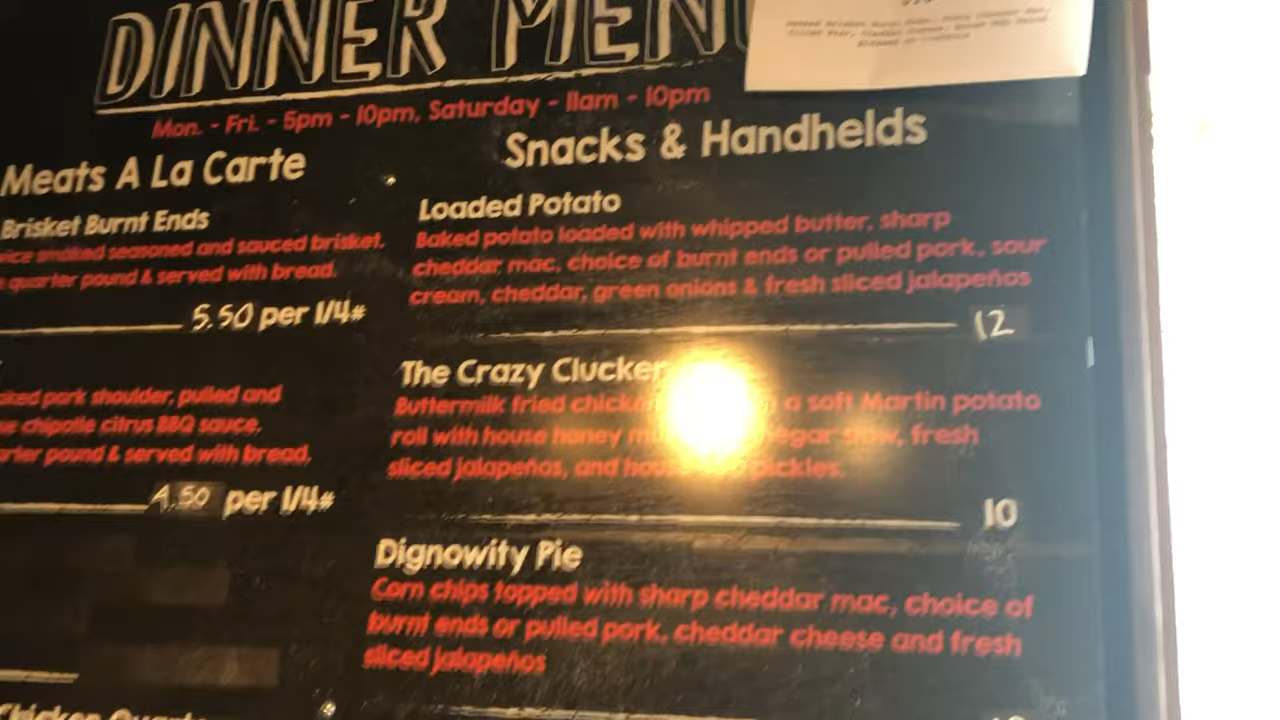 DINNER MENU
Mon. - Fri. - 5pm - 10pm, Saturday - 11am - 10pm
Meats A La Carte
Brisket Burnt Ends
smoked seasoned and sauced brisket.
quarter pound & served with bread.
5.50 per 1/4#
pork shoulder, pulled and
chipotle citrus BBQ sauce.
pound & served with bread.
4.50 per 1/4#
Chicken
Snacks & Handhelds
Loaded Potato
Baked potato loaded with whipped butter, sharp
cheddar mac, choice of burnt ends or pulled pork, sour
cream, cheddar, green onions & fresh sliced jalapeños
12
The Crazy Clucker
Buttermilk fried a soft Martin potato
roll with house honey fresh
sliced jalapeños, and pickles.
10
Dignowity Pie
Corn chips topped with sharp cheddar mac, choice of
burnt ends or pulled pork, cheddar cheese and fresh
sliced jalapeños